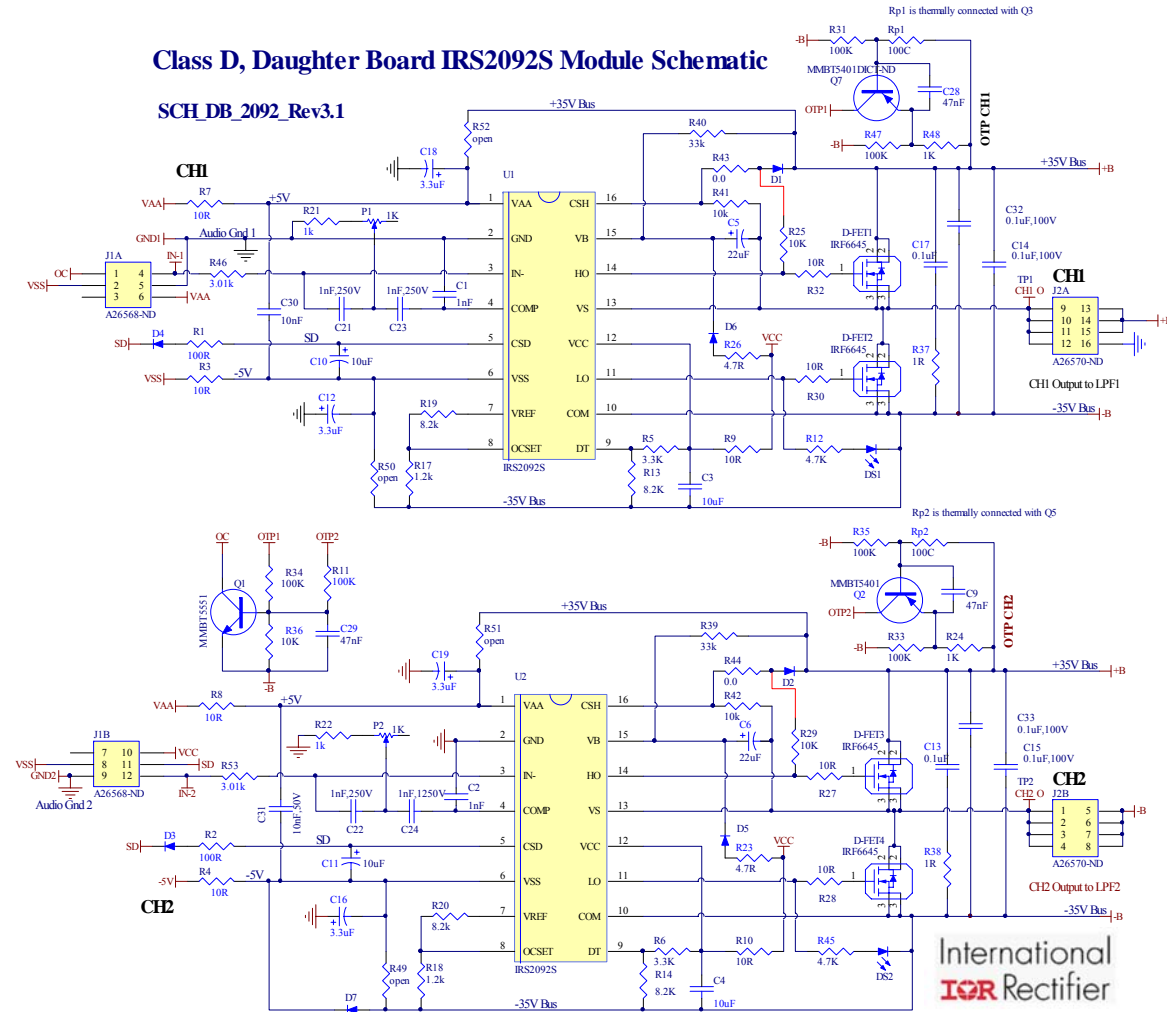 Rp1 is thermally connected with Q3
Class D, Daughter Board IRS2092S Module Schematic
SCH_DB_2092_Rev3.1
-B
R31
100K
Rp1
100C
MMBT5401DICT-ND
Q7
OTP1
C28
47nF
OTP CH1
-B
R47
100K
R48
1K
+35V Bus
R52
open
R40
33k
C18
3.3uF
+35V Bus
+B
CH1
VAA
R7
10R
+5V
U1
R43
0.0
D1
R41
10k
R21
1k
P1
1K
Audio Gnd 1
GND1
IN-1
J1A
OC
VSS
1 4
2 5
3 6
VAA
A26568-ND
R46
3.01k
1 VAA CSH 16
2 GND VB 15
3 IN- HO 14
4 COMP VS 13
5 CSD VCC 12
6 VSS LO 11
7 VREF COM 10
8 OCSET DT 9
IRS2092S
C5
22uF
R25
10K
D-FET1
IRF6645
2 2
1
3 3
10R
R32
C17
0.1uF
C32
0.1uF,100V
C14
0.1uF,100V
TP1
CH1 O
CH1
J2A
9 13
10 14
11 15
12 16
A26570-ND
CH1 Output to LPF1
1nF,250V
C21
1nF,250V
C23
C1
1nF
C30
10nF
SD
D4
R1
100R
SD
C10
10uF
VSS
R3
10R
-5V
D6
R26
4.7R
VCC
D-FET2
IRF6645
2 2
1
3 3
10R
R30
R37
1R
C12
3.3uF
R19
8.2k
R50
open
R17
1.2k
-35V Bus
-B
R5
3.3K
R9
10R
R13
8.2K
C3
10uF
R12
4.7K
DS1
-35V Bus
Rp2 is thermally connected with Q5
-B
R35
100K
Rp2
100C
MMBT5401
Q2
OTP2
C9
47nF
OTP CH2
-B
R33
100K
R24
1K
OC
OTP1
OTP2
Q1
MMBT5551
R34
100K
R11
100K
R36
10K
C29
47nF
-B
+35V Bus
R51
open
R39
33k
C19
3.3uF
+35V Bus
+B
VAA
R8
10R
+5V
U2
R44
0.0
D2
R42
10k
R22
1k
P2
1K
J1B
VSS
GND2
7 10
8 11
9 12
VCC
SD
A26568-ND
IN-2
Audio Gnd 2
R53
3.01k
1 VAA CSH 16
2 GND VB 15
3 IN- HO 14
4 COMP VS 13
5 CSD VCC 12
6 VSS LO 11
7 VREF COM 10
8 OCSET DT 9
IRS2092S
C6
22uF
R29
10K
D-FET3
IRF6645
2 2
1
3 3
10R
R27
C13
0.1uF
C33
0.1uF,100V
C15
0.1uF,100V
TP2
CH2 O
CH2
J2B
1 5
2 6
3 7
4 8
-B
A26570-ND
CH2 Output to LPF2
1nF,250V
C22
1nF,1250V
C24
C2
1nF
C31
10nF,50V
SD
D3
R2
100R
SD
C11
10uF
-5V
R4
10R
-5V
CH2
D5
R23
4.7R
VCC
D-FET4
IRF6645
2 2
1
3 3
10R
R28
R38
1R
C16
3.3uF
R20
8.2k
R49
open
R18
1.2k
-35V Bus
-B
R6
3.3K
R10
10R
R14
8.2K
C4
10uF
R45
4.7K
DS2
D7
-35V Bus
International
IOR Rectifier